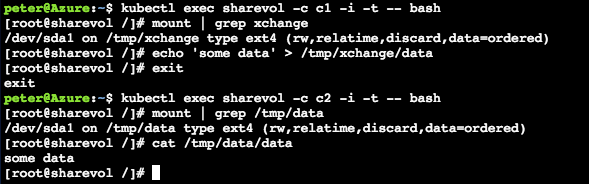 peter@Azure:~$ kubectl exec sharevol -c c1 -i -t -- bash
[root@sharevol /]# mount | grep xchange
/dev/sda1 on /tmp/xchange type ext4 (rw,relatime,discard,data=ordered)
[root@sharevol /]# echo 'some data' > /tmp/xchange/data
[root@sharevol /]# exit
exit
peter@Azure:~$ kubectl exec sharevol -c c2 -i -t -- bash
[root@sharevol /]# mount | grep /tmp/data
/dev/sda1 on /tmp/data type ext4 (rw,relatime,discard,data=ordered)
[root@sharevol /]# cat /tmp/data/data
some data
[root@sharevol /]#